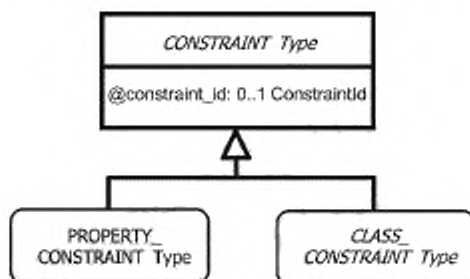 CONSTRAINT Type
@constraint_id: 0..1 ConstraintId
PROPERTY_
CONSTRAINT Type
CLASS_
CONSTRAINT Type